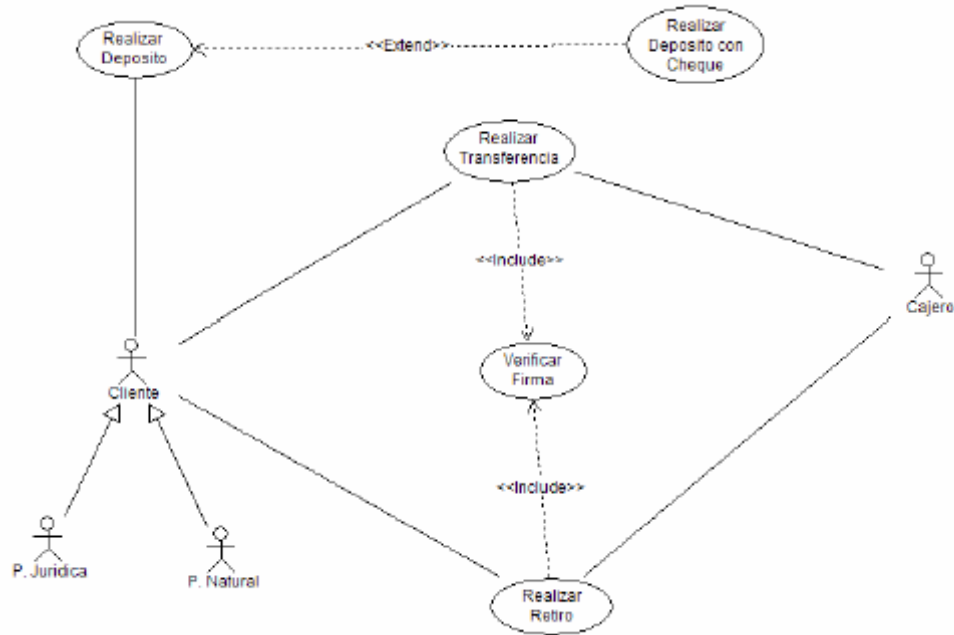 Realizar
Deposito
<<Extend>>
Realizar
Deposito con
Cheque
Realizar
Transferencia
<<Include>>
Cajero
Verificar
Firma
Cliente
<<Include>>
P. Juridica
P. Natural
Realizar
Retiro